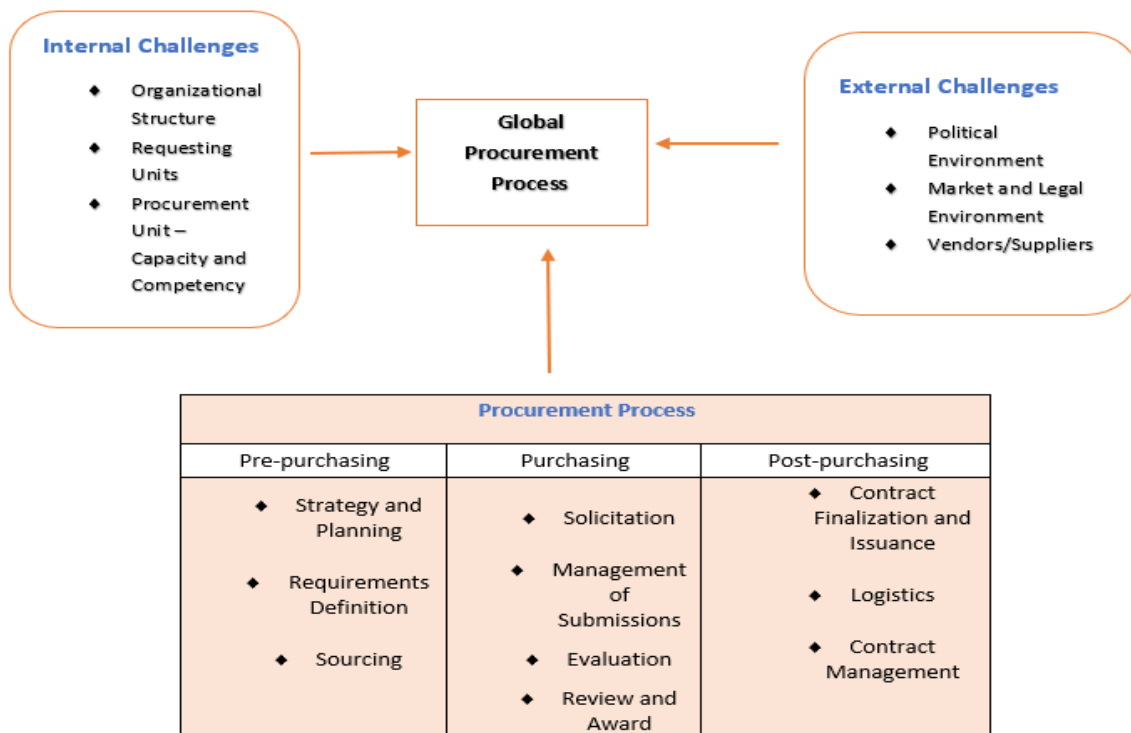 Internal Challenges
◆ Organizational
Structure
◆ Requesting
Units
◆ Procurement
Unit –
Capacity and
Competency
Global
Procurement
Process
External Challenges
◆ Political
Environment
◆ Market and Legal
Environment
◆ Vendors/Suppliers
Procurement Process
Pre-purchasing
◆ Strategy and
Planning
◆ Requirements
Definition
◆ Sourcing
Purchasing
◆ Solicitation
◆ Management
of
Submissions
◆ Evaluation
◆ Review and
Award
Post-purchasing
◆ Contract
Finalization and
Issuance
◆ Logistics
◆ Contract
Management